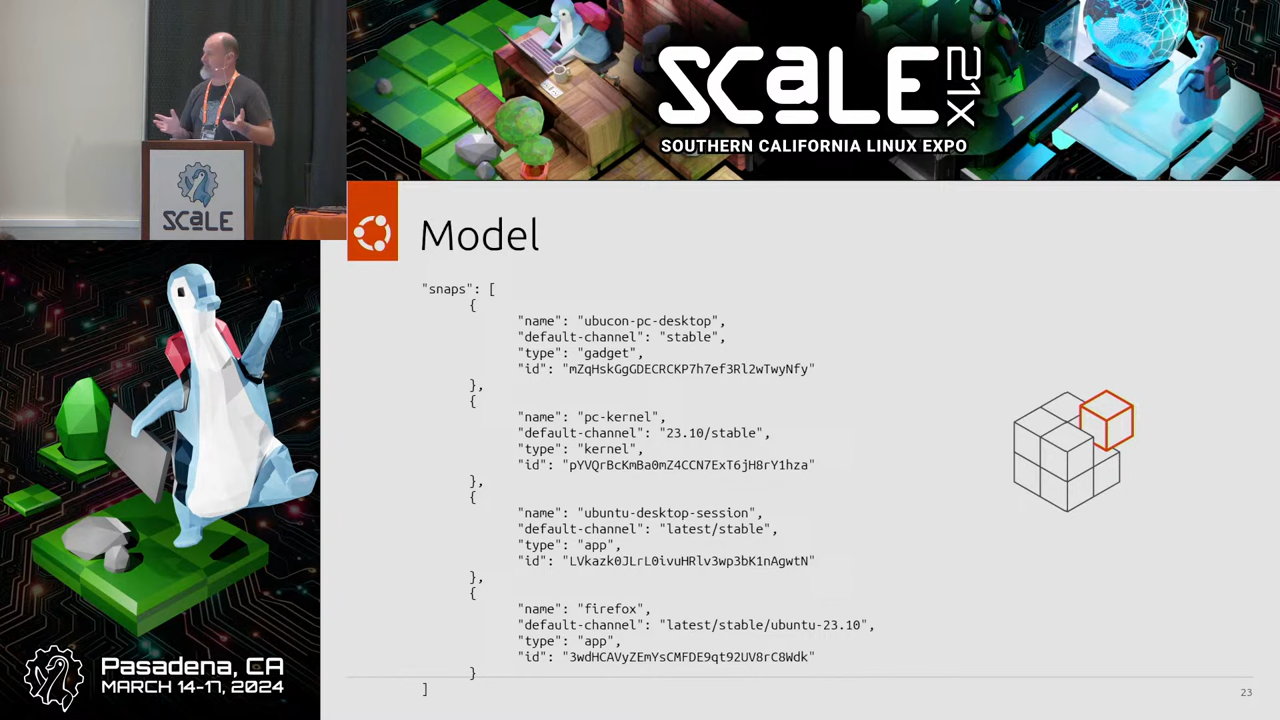 SCaLE 21X
SOUTHERN CALIFORNIA LINUX EXPO
SCaLE
Model
"snaps": [
{
"name": "ubucon-pc-desktop",
"default-channel": "stable",
"type": "gadget",
"id": "mZqHskGgGDECRCKP7h7ef3Rl2wTwyNfy"
},
{
"name": "pc-kernel",
"default-channel": "23.10/stable",
"type": "kernel",
"id": "pYVQrBcKmBa0mZ4CCN7ExT6jH8rY1hza"
},
{
"name": "ubuntu-desktop-session",
"default-channel": "latest/stable",
"type": "app",
"id": "LVkazk0JLrL0ivuHRlv3wp3bK1nAgwtN"
},
{
"name": "firefox",
"default-channel": "latest/stable/ubuntu-23.10",
"type": "app",
"id": "3wdHCAVyZEmYsCMFDE9qt92UV8rC8Wdk"
}
]
23
Pasadena, CA
MARCH 14-17, 2024